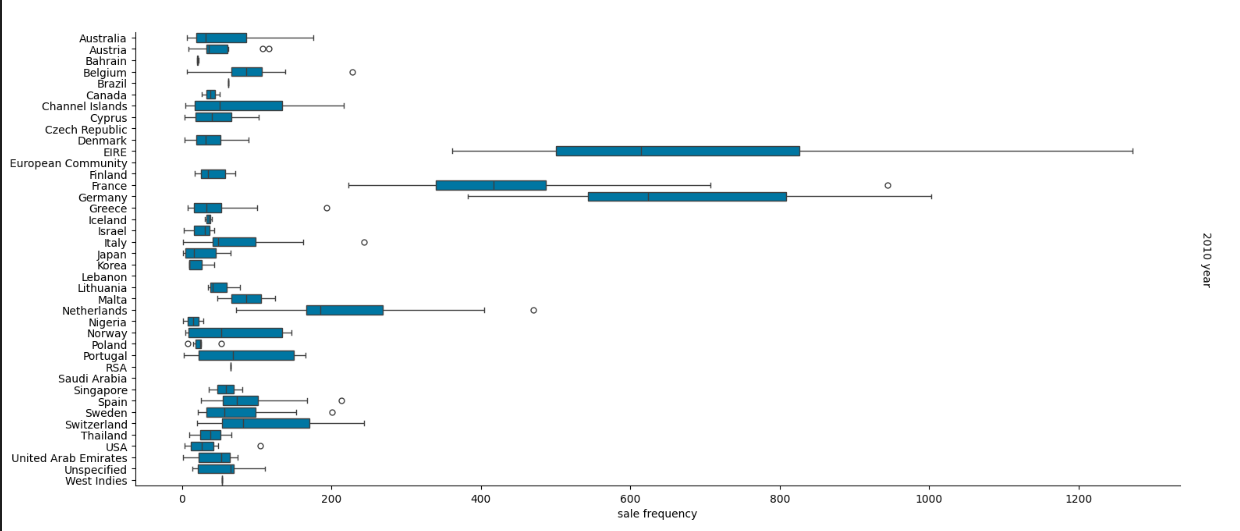 Australia
Austria
Bahrain
Belgium
Brazil
Canada
Channel Islands
Cyprus
Czech Republic
Denmark
EIRE
European Community
Finland
France
Germany
Greece
Iceland
Israel
Italy
Japan
Korea
Lebanon
Lithuania
Malta
Netherlands
Nigeria
Norway
Poland
Portugal
RSA
Saudi Arabia
Singapore
Spain
Sweden
Switzerland
Thailand
USA
United Arab Emirates
Unspecified
West Indies
0 200 400 600 800 1000 1200
sale frequency
2010 year